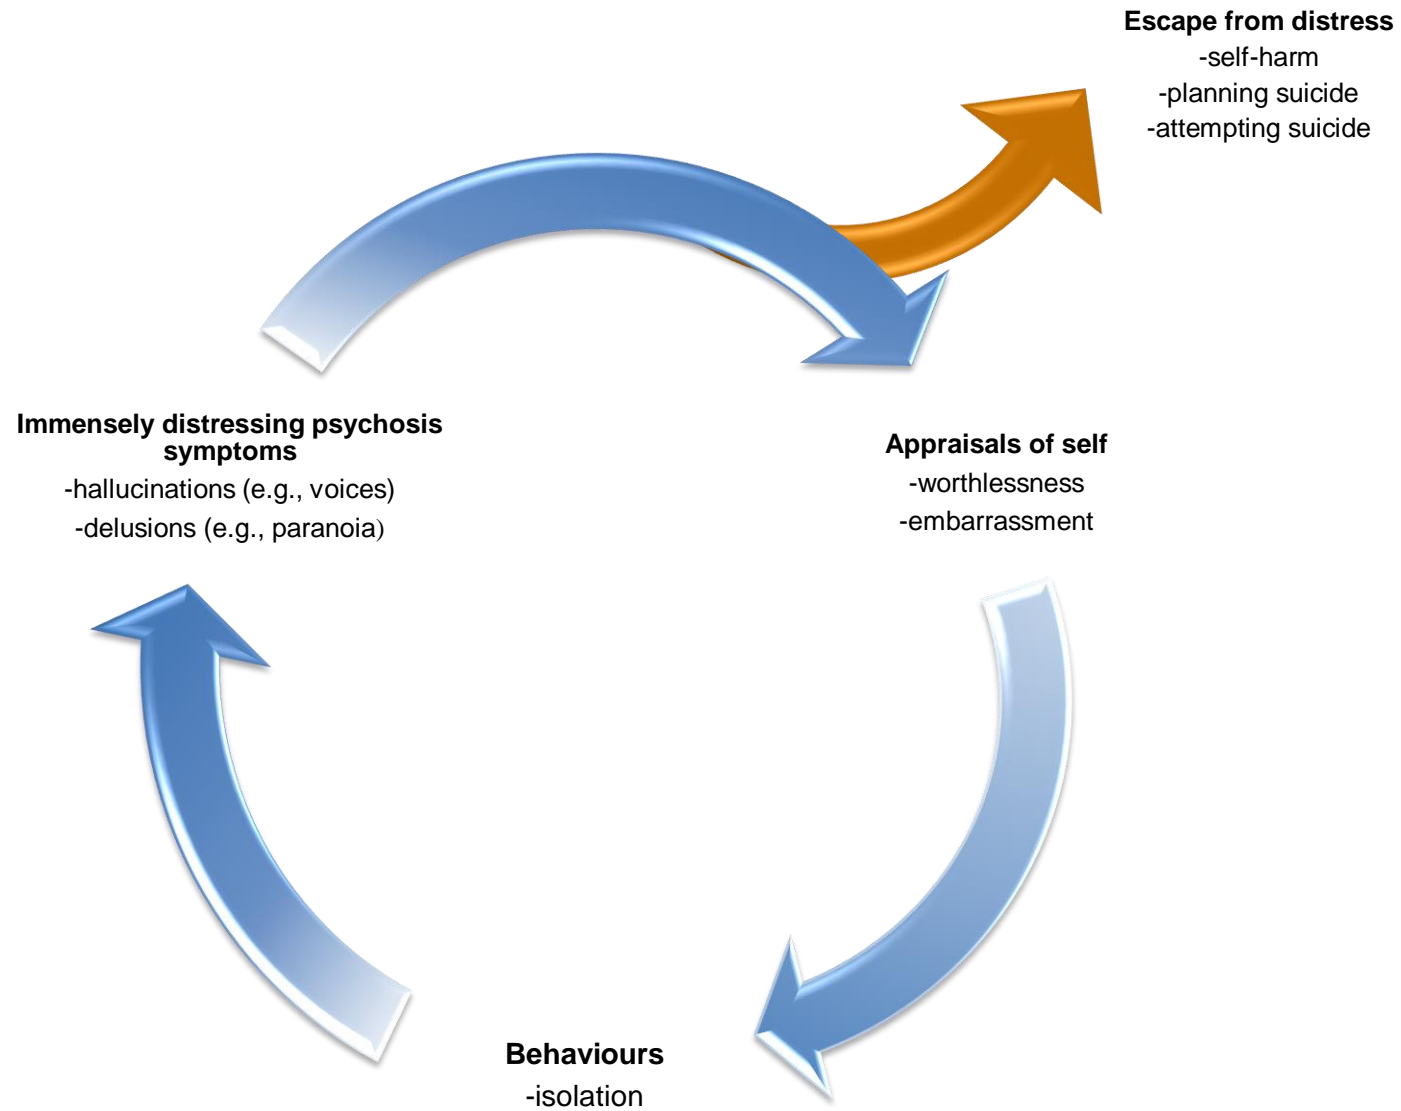 Escape from distress
-self-harm
-planning suicide
-attempting suicide
Immensely distressing psychosis
symptoms
-hallucinations (e.g., voices)
-delusions (e.g., paranoia)
Appraisals of self
-worthlessness
-embarrassment
Behaviours
-isolation